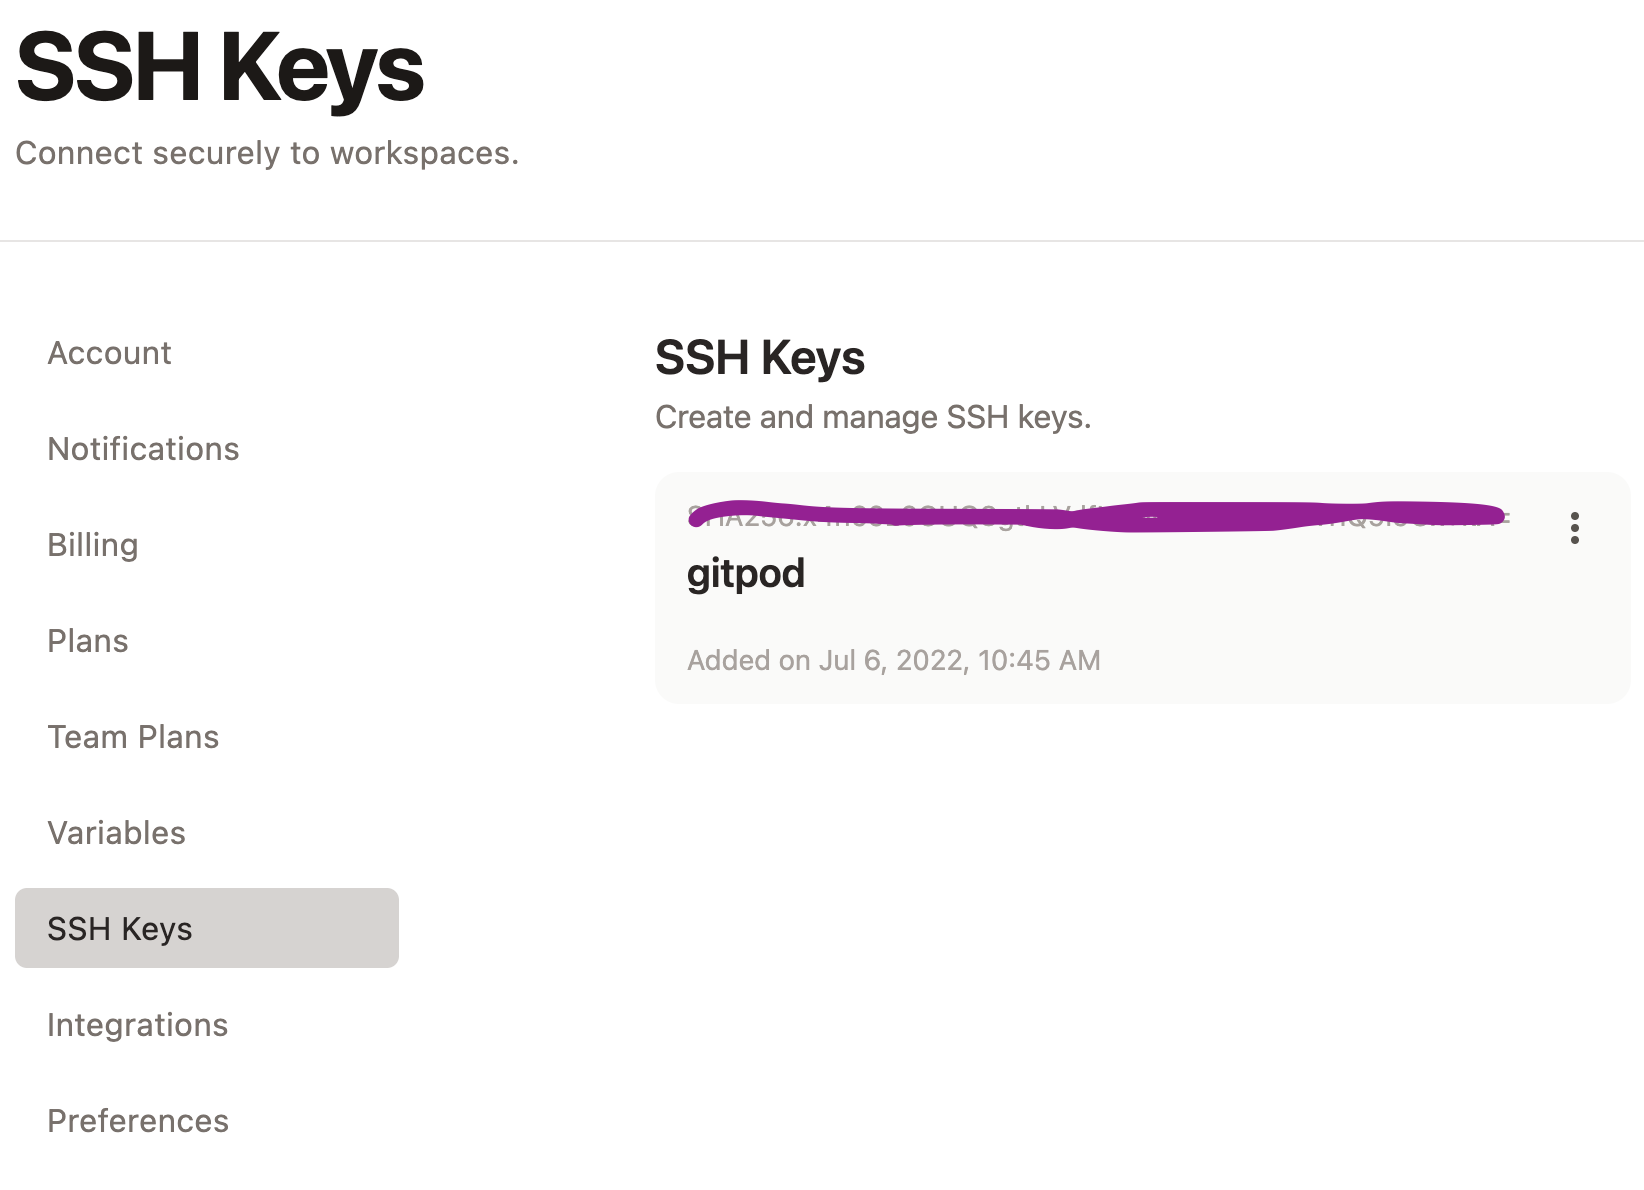 SSH Keys
Connect securely to workspaces.
Account
Notifications
Billing
Plans
Team Plans
Variables
SSH Keys
Integrations
Preferences
SSH Keys
Create and manage SSH keys.
gitpod
Added on Jul 6, 2022, 10:45 AM